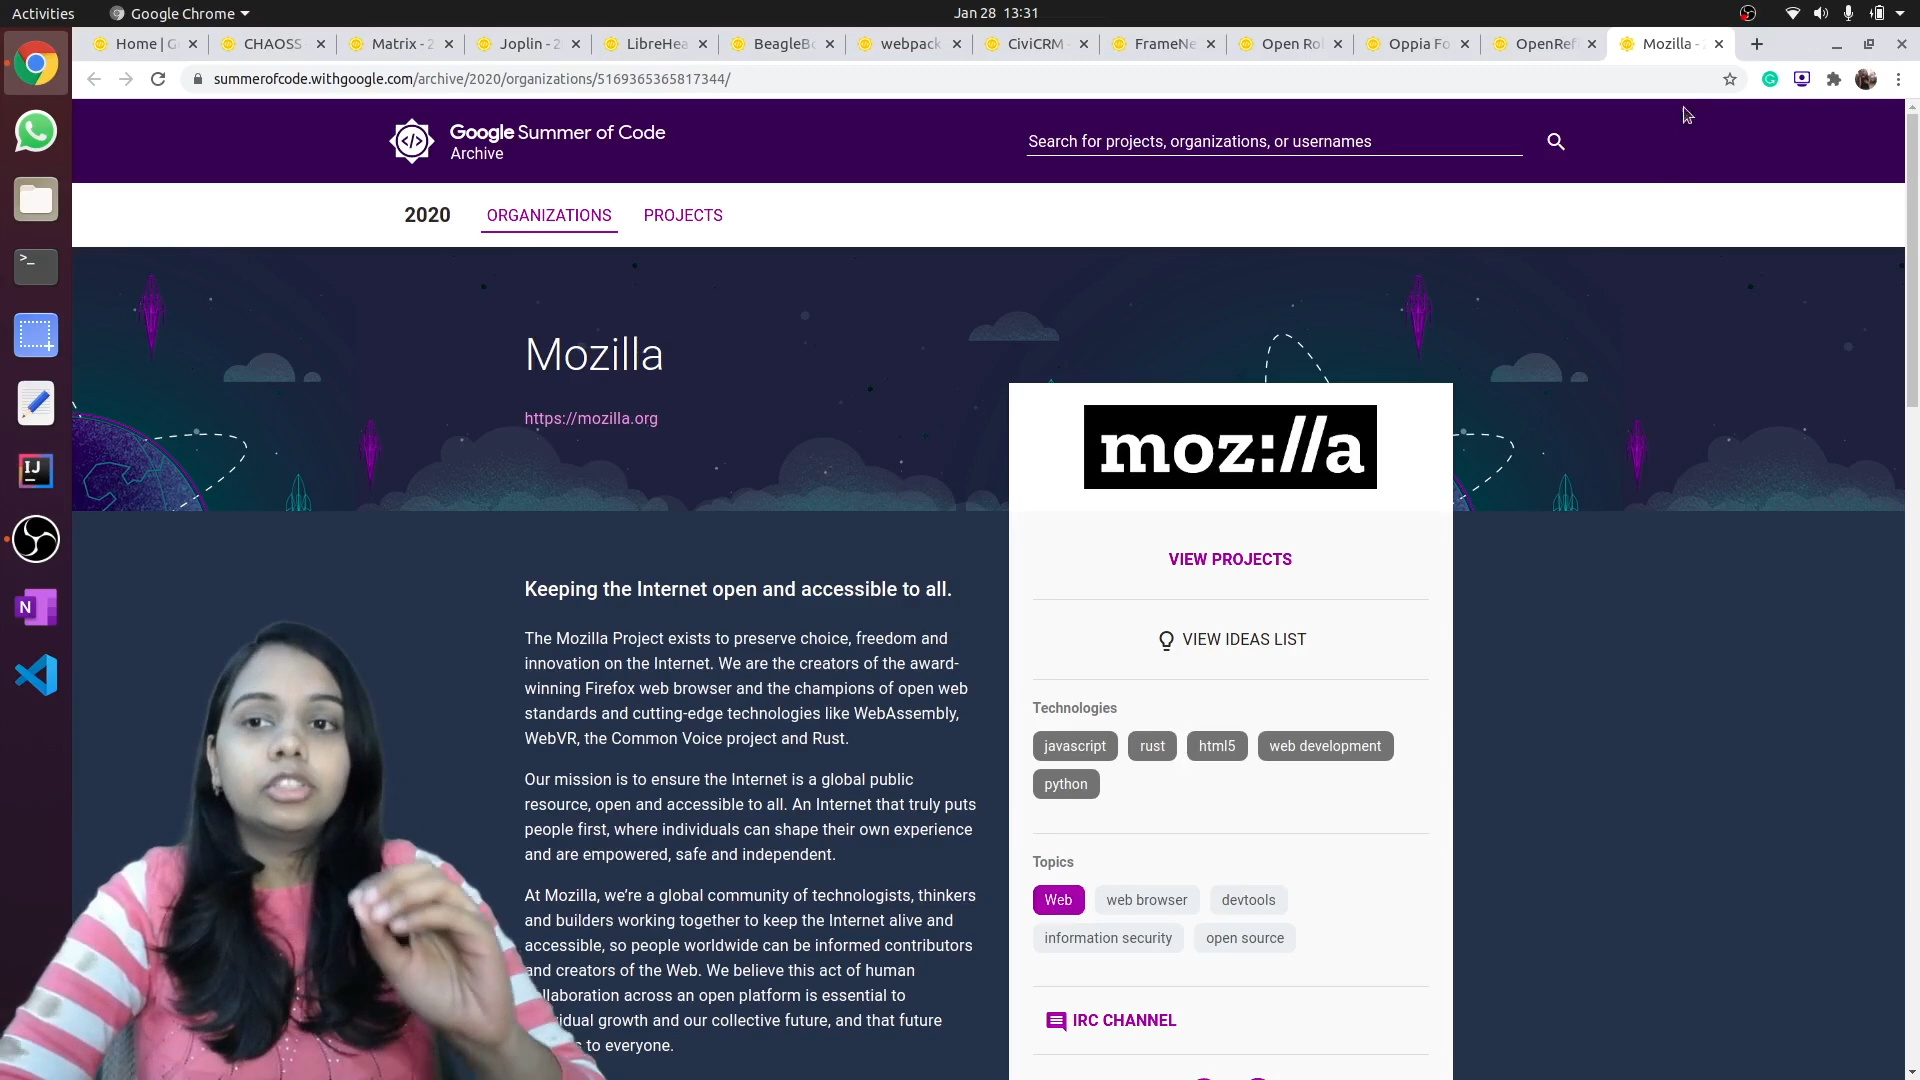 Activities
Google Chrome
Jan 28 13:31
Home | G
CHAOSS
Matrix - 2
Joplin - 2
LibreHea
BeagleBo
webpack
CiviCRM -
FrameNe
Open Rob
Oppia Fo
OpenRef
Mozilla -
summerofcode.withgoogle.com/archive/2020/organizations/5169365365817344/
Google Summer of Code
Archive
Search for projects, organizations, or usernames
2020
ORGANIZATIONS
PROJECTS
Mozilla
https://mozilla.org
moz://a
VIEW PROJECTS
VIEW IDEAS LIST
Technologies
javascript
rust
html5
web development
python
Topics
Web
web browser
devtools
information security
open source
IRC CHANNEL
Keeping the Internet open and accessible to all.
The Mozilla Project exists to preserve choice, freedom and
innovation on the Internet. We are the creators of the award-
winning Firefox web browser and the champions of open web
standards and cutting-edge technologies like WebAssembly,
WebVR, the Common Voice project and Rust.
Our mission is to ensure the Internet is a global public
resource, open and accessible to all. An Internet that truly puts
people first, where individuals can shape their own experience
and are empowered, safe and independent.
At Mozilla, we’re a global community of technologists, thinkers
and builders working together to keep the Internet alive and
accessible, so people worldwide can be informed contributors
and creators of the Web. We believe this act of human
llaboration across an open platform is essential to
idual growth and our collective future, and that future
to everyone.
IJ
N